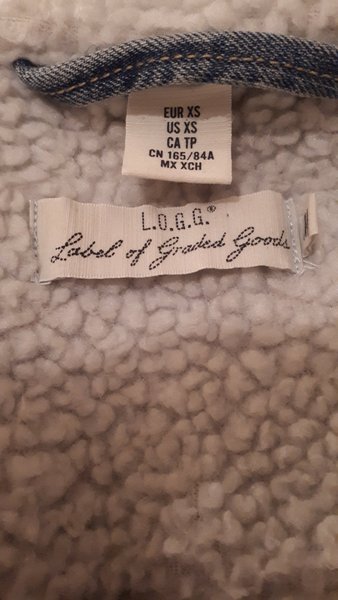 EUR XS
US XS
CA TP
CN 165/84A
MX XCH
L.O.G.G.®
Label of Graded Goods